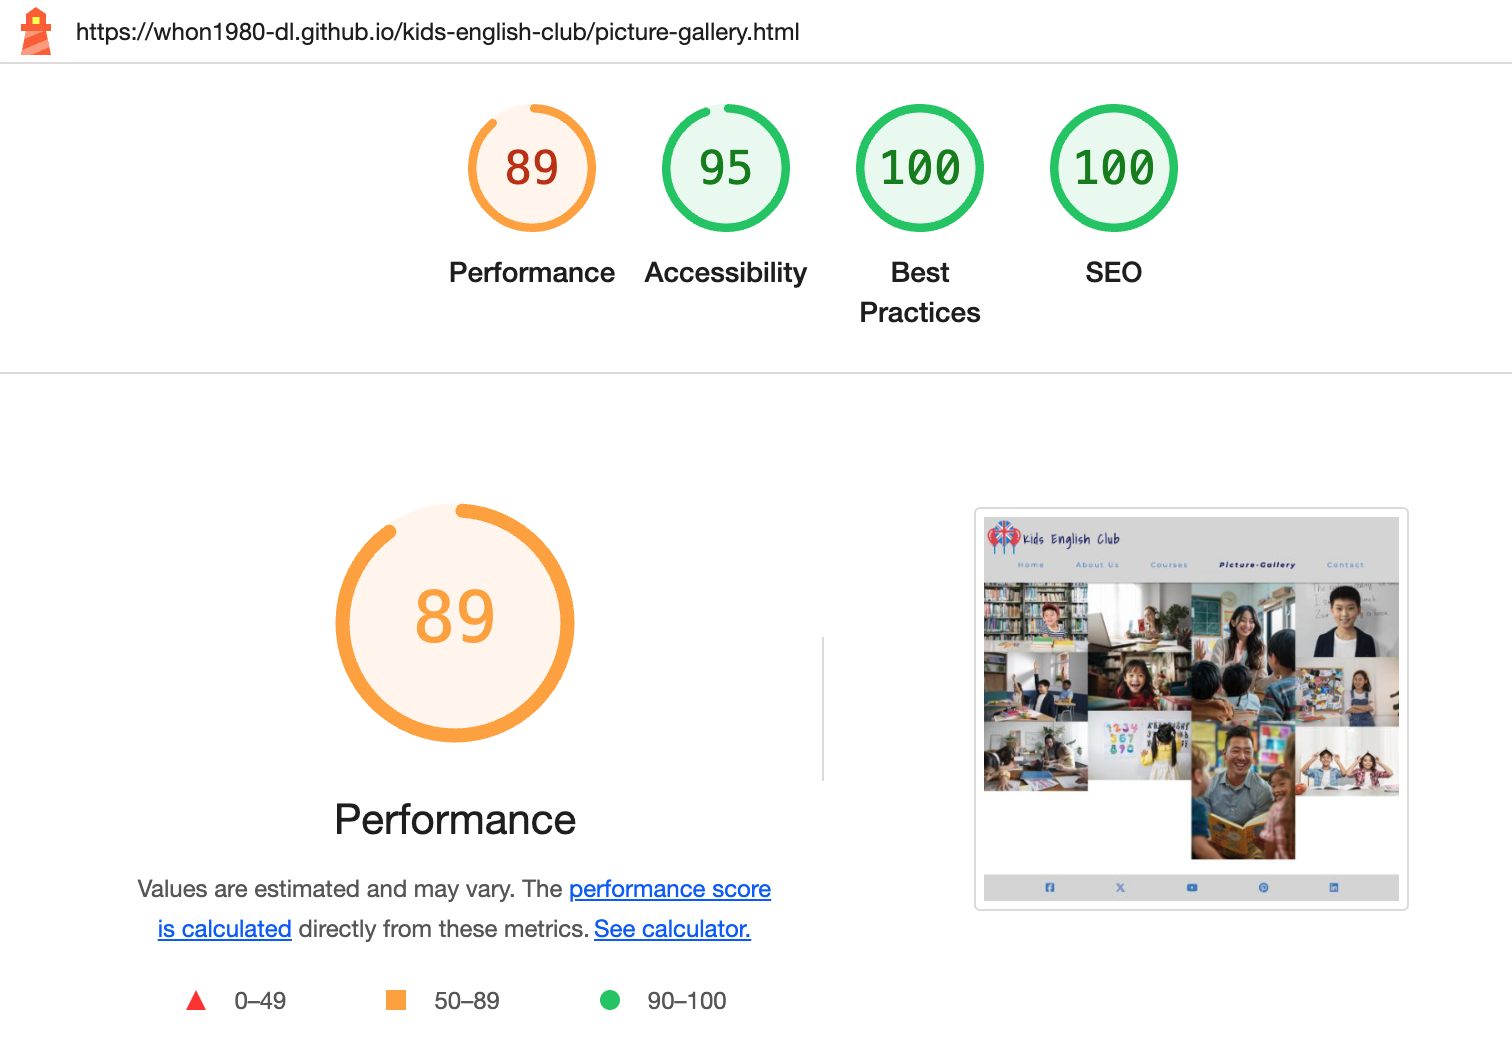 https://whon1980-dl.github.io/kids-english-club/picture-gallery.html
89
95
100
100
Performance
Accessibility
Best
Practices
SEO
89
Performance
Values are estimated and may vary. The performance score
is calculated directly from these metrics. See calculator.
0–49
50–89
90–100
Kids English Club
Home
About Us
Courses
Picture-Gallery
Contact